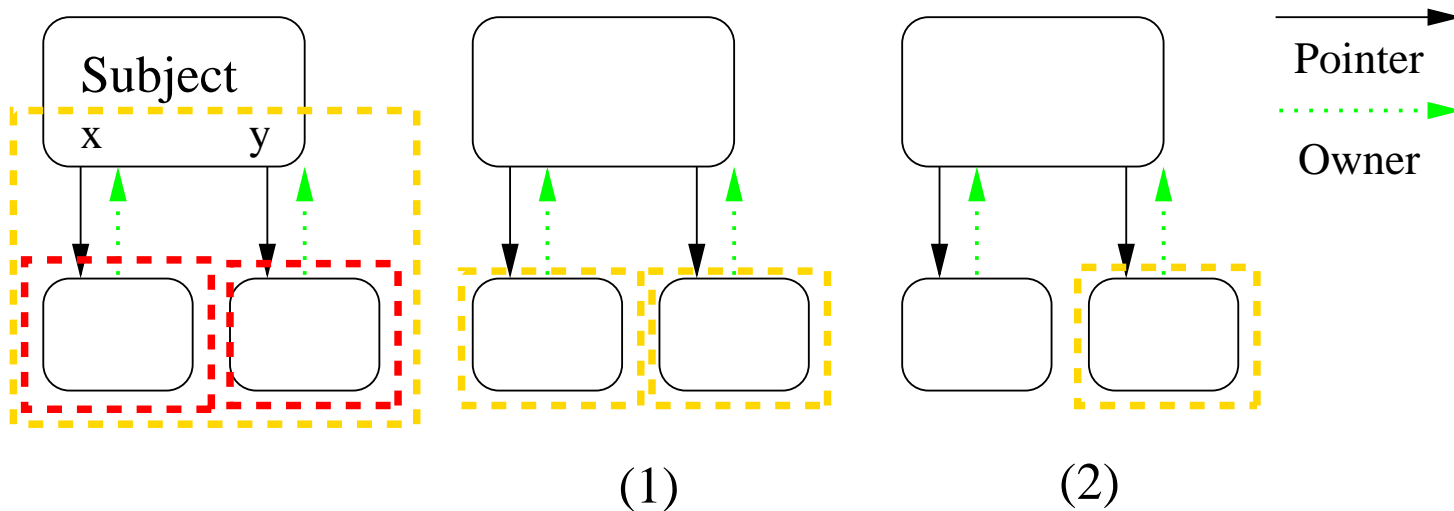 Subject
x y
(1)
(2)
Pointer
Owner